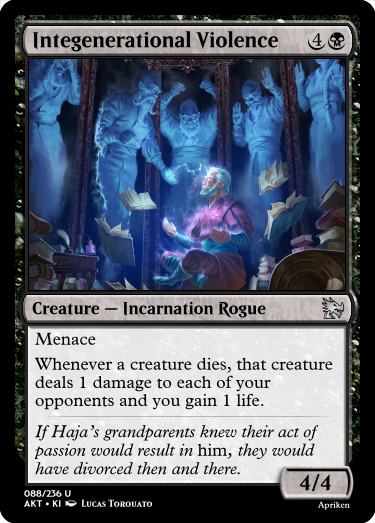 Integenerational Violence 4
Creature — Incarnation Rogue
Menace
Whenever a creature dies, that creature
deals 1 damage to each of your
opponents and you gain 1 life.
If Haja's grandparents knew their act of
passion would result in him, they would
have divorced then and there.
4/4
088/236 U
AKT • KI Lucas Torouato
Apriken